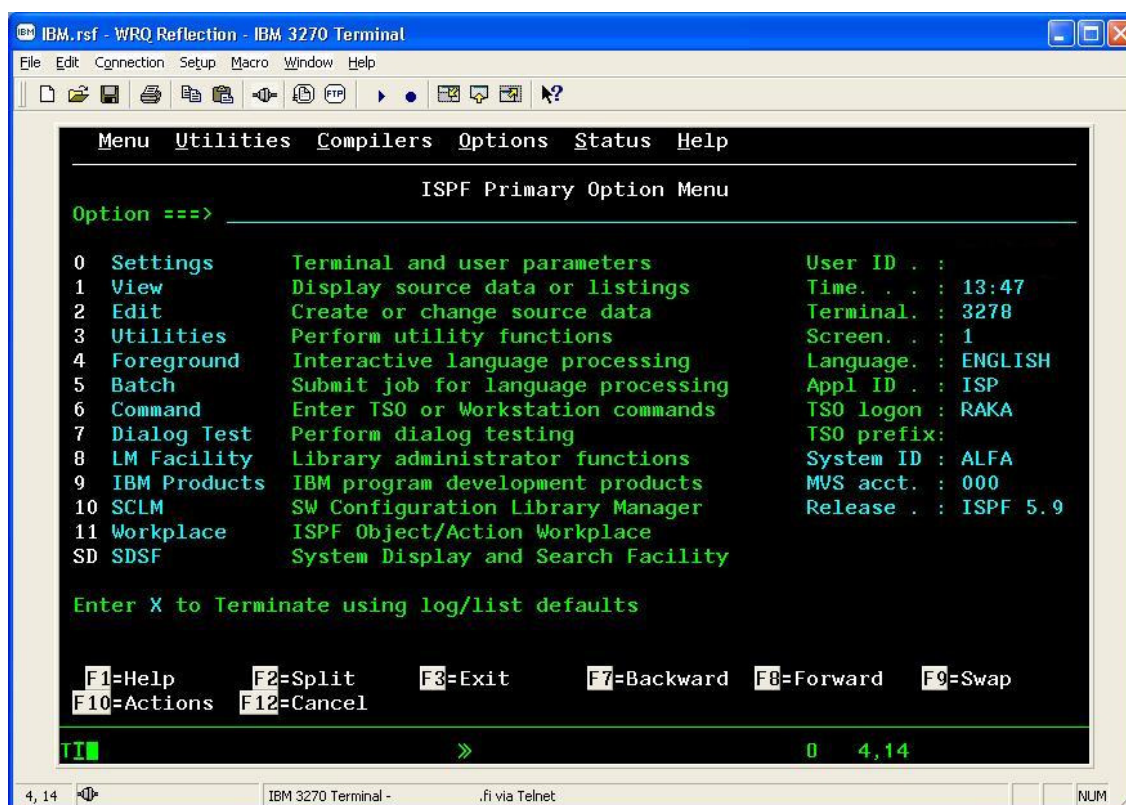 IBM IBM.rsf - WRQ Reflection - IBM 3270 Terminal
File Edit Connection Setup Macro Window Help
FTP
Menu Utilities Compilers Options Status Help
ISPF Primary Option Menu
Option ===>
0 Settings Terminal and user parameters User ID . :
1 View Display source data or listings Time. . . : 13:47
2 Edit Create or change source data Terminal. : 3278
3 Utilities Perform utility functions Screen. . : 1
4 Foreground Interactive language processing Language. : ENGLISH
5 Batch Submit job for language processing Appl ID . : ISP
6 Command Enter TSO or Workstation commands TSO logon : RAKA
7 Dialog Test Perform dialog testing TSO prefix:
8 LM Facility Library administrator functions System ID : ALFA
9 IBM Products IBM program development products MVS acct. : 000
10 SCLM SW Configuration Library Manager Release . : ISPF 5.9
11 Workplace ISPF Object/Action Workplace
SD SDSF System Display and Search Facility
Enter X to Terminate using log/list defaults
F1=Help F2=Split F3=Exit F7=Backward F8=Forward F9=Swap
F10=Actions F12=Cancel
TI » 0 4,14
4, 14 IBM 3270 Terminal - .fi via Telnet NUM